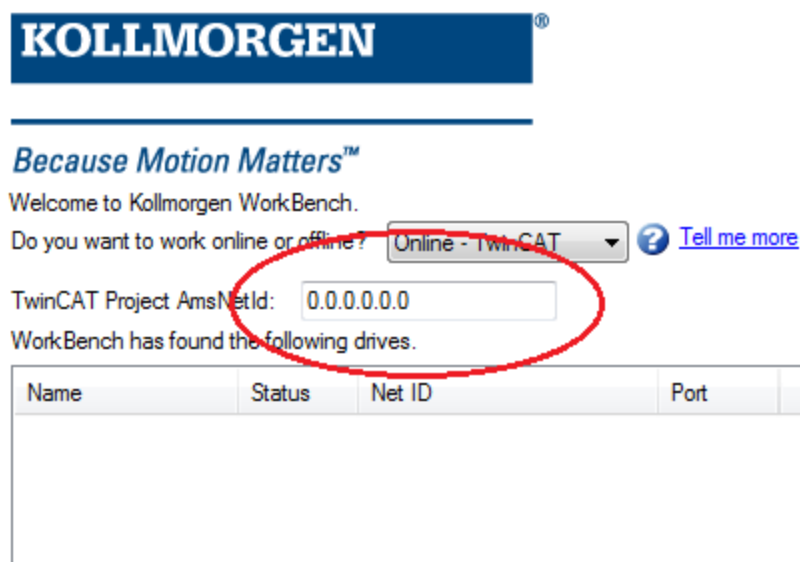 KOLLMORGEN®
Because Motion Matters™
Welcome to Kollmorgen WorkBench.
Do you want to work online or offline? Online - TwinCAT ? Tell me more
TwinCAT Project AmsNetId: 0.0.0.0.0.0
WorkBench has found the following drives.
Name Status Net ID Port